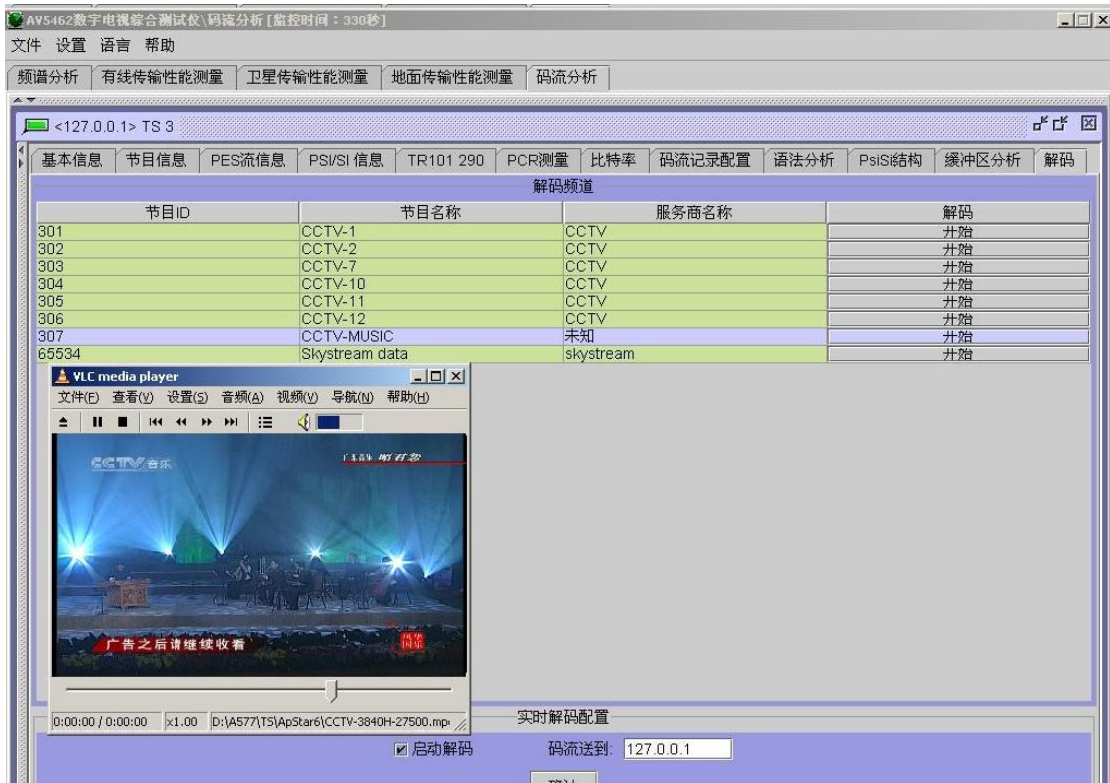 AV5462数字电视综合测试仪\码流分析 [监控时间：330秒]
文件 设置 语言 帮助
频谱分析 有线传输性能测量 卫星传输性能测量 地面传输性能测量 码流分析
<127.0.0.1> TS 3
基本信息 节目信息 PES流信息 PSI/SI 信息 TR101 290 PCR测量 比特率 码流记录配置 语法分析 PsiSi结构 缓冲区分析 解码
解码频道
节目ID 节目名称 服务商名称 解码
301 CCTV-1 CCTV 开始
302 CCTV-2 CCTV 开始
303 CCTV-7 CCTV 开始
304 CCTV-10 CCTV 开始
305 CCTV-11 CCTV 开始
306 CCTV-12 CCTV 开始
307 CCTV-MUSIC 未知 开始
65534 Skystream data skystream 开始
VLC media player
文件(F) 查看(V) 设置(S) 音频(A) 视频(V) 导航(N) 帮助(H)
CCTV 音乐
广告之后请继续收看
0:00:00 / 0:00:00 x1.00 D:\A577\TS\ApStar6\CCTV-3840H-27500.mp
实时解码配置
启动解码 码流送到: 127.0.0.1